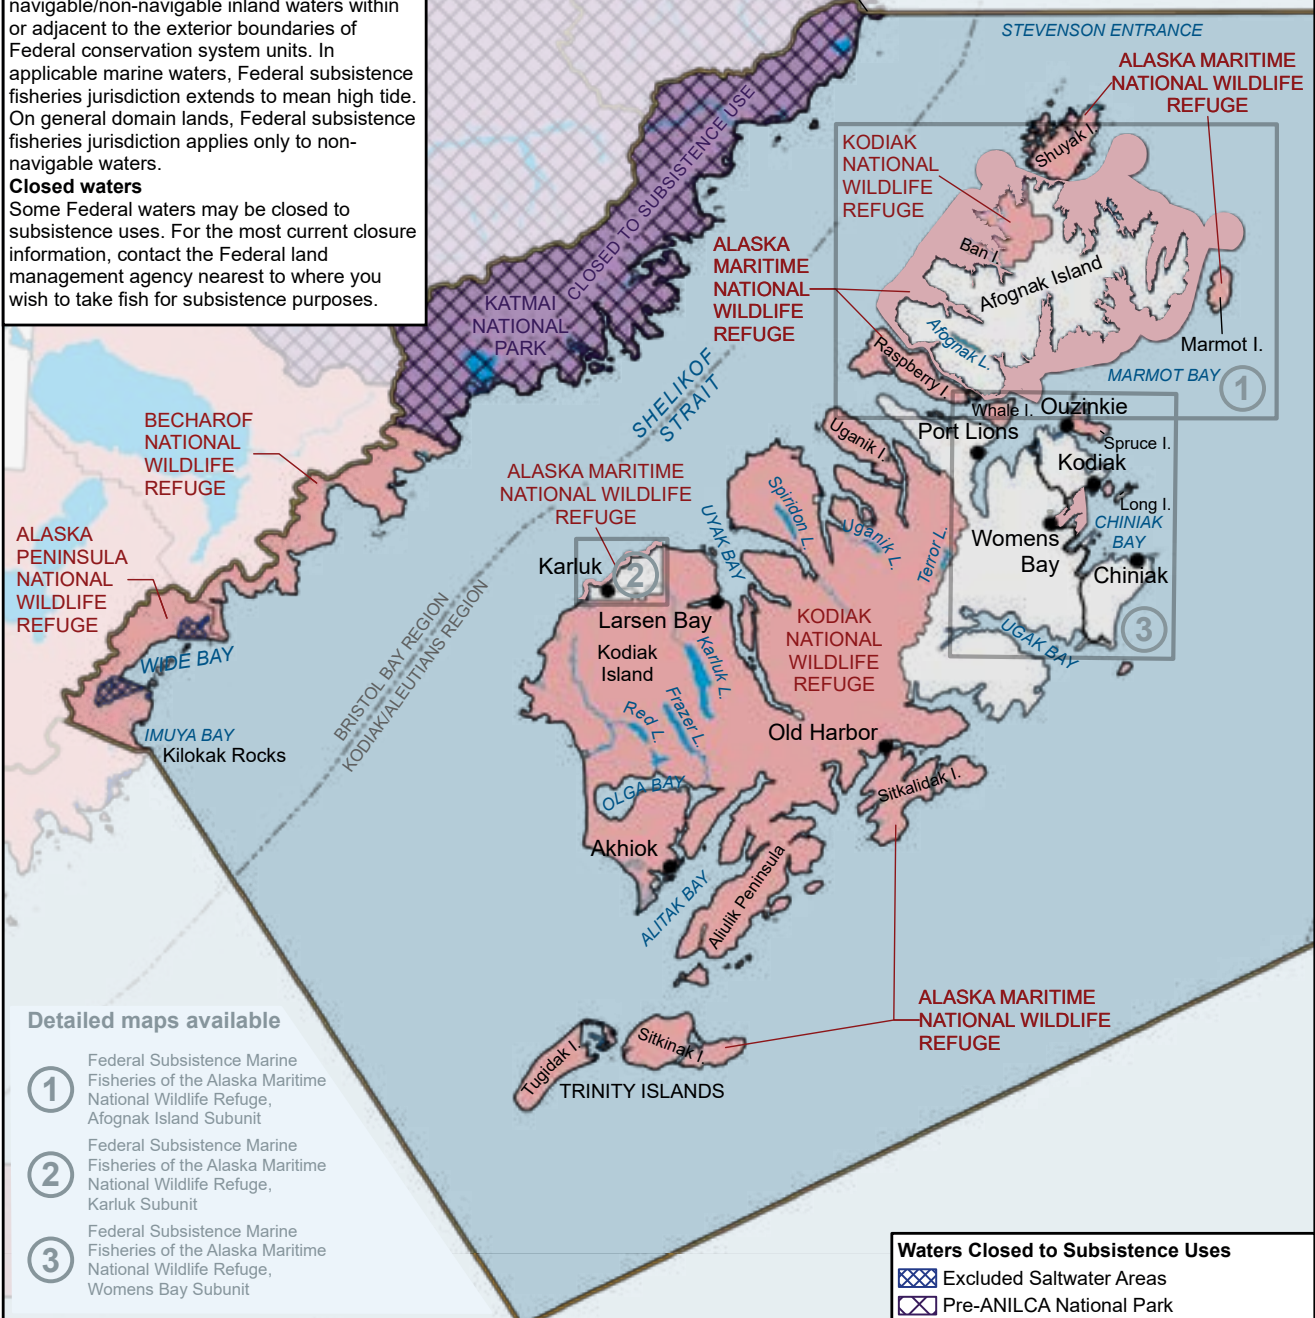 navigable/non-navigable inland waters within
or adjacent to the exterior boundaries of
Federal conservation system units. In
applicable marine waters, Federal subsistence
fisheries jurisdiction extends to mean high tide.
On general domain lands, Federal subsistence
fisheries jurisdiction applies only to non-
navigable waters.
Closed waters
Some Federal waters may be closed to
subsistence uses. For the most current closure
information, contact the Federal land
management agency nearest to where you
wish to take fish for subsistence purposes.
STEVENSON ENTRANCE
ALASKA MARITIME
NATIONAL WILDLIFE
REFUGE
CLOSED TO SUBSISTENCE USE
KATMAI
NATIONAL
PARK
KODIAK
NATIONAL
WILDLIFE
REFUGE
Shuyak I.
Ban I.
Afognak Island
Afognak L.
Raspberry I.
Marmot I.
MARMOT BAY
1
ALASKA
MARITIME
NATIONAL
WILDLIFE
REFUGE
SHELIKOF
STRAIT
Whale I.
Ouzinkie
Port Lions
Spruce I.
Kodiak
Long I.
CHINIAK
BAY
Womens
Bay
Chiniak
UGAK BAY
3
BECHAROF
NATIONAL
WILDLIFE
REFUGE
ALASKA MARITIME
NATIONAL WILDLIFE
REFUGE
Uganik I.
Spiridon L.
Uganik L.
Terror L.
UYAK BAY
ALASKA
PENINSULA
NATIONAL
WILDLIFE
REFUGE
Karluk
2
Larsen Bay
Kodiak
Island
Karluk L.
KODIAK
NATIONAL
WILDLIFE
REFUGE
WIDE BAY
IMUYA BAY
Kilokak Rocks
BRISTOL BAY REGION
KODIAK/ALEUTIANS REGION
Red L.
Frazer L.
Old Harbor
OLGA BAY
Sitkalidak I.
Akhiok
ALITAK BAY
Aliulik Peninsula
ALASKA MARITIME
NATIONAL WILDLIFE
REFUGE
Tugidak I.
Sitkinak I.
TRINITY ISLANDS
Detailed maps available
1
Federal Subsistence Marine
Fisheries of the Alaska Maritime
National Wildlife Refuge,
Afognak Island Subunit
2
Federal Subsistence Marine
Fisheries of the Alaska Maritime
National Wildlife Refuge,
Karluk Subunit
3
Federal Subsistence Marine
Fisheries of the Alaska Maritime
National Wildlife Refuge,
Womens Bay Subunit
Waters Closed to Subsistence Uses
Excluded Saltwater Areas
Pre-ANILCA National Park